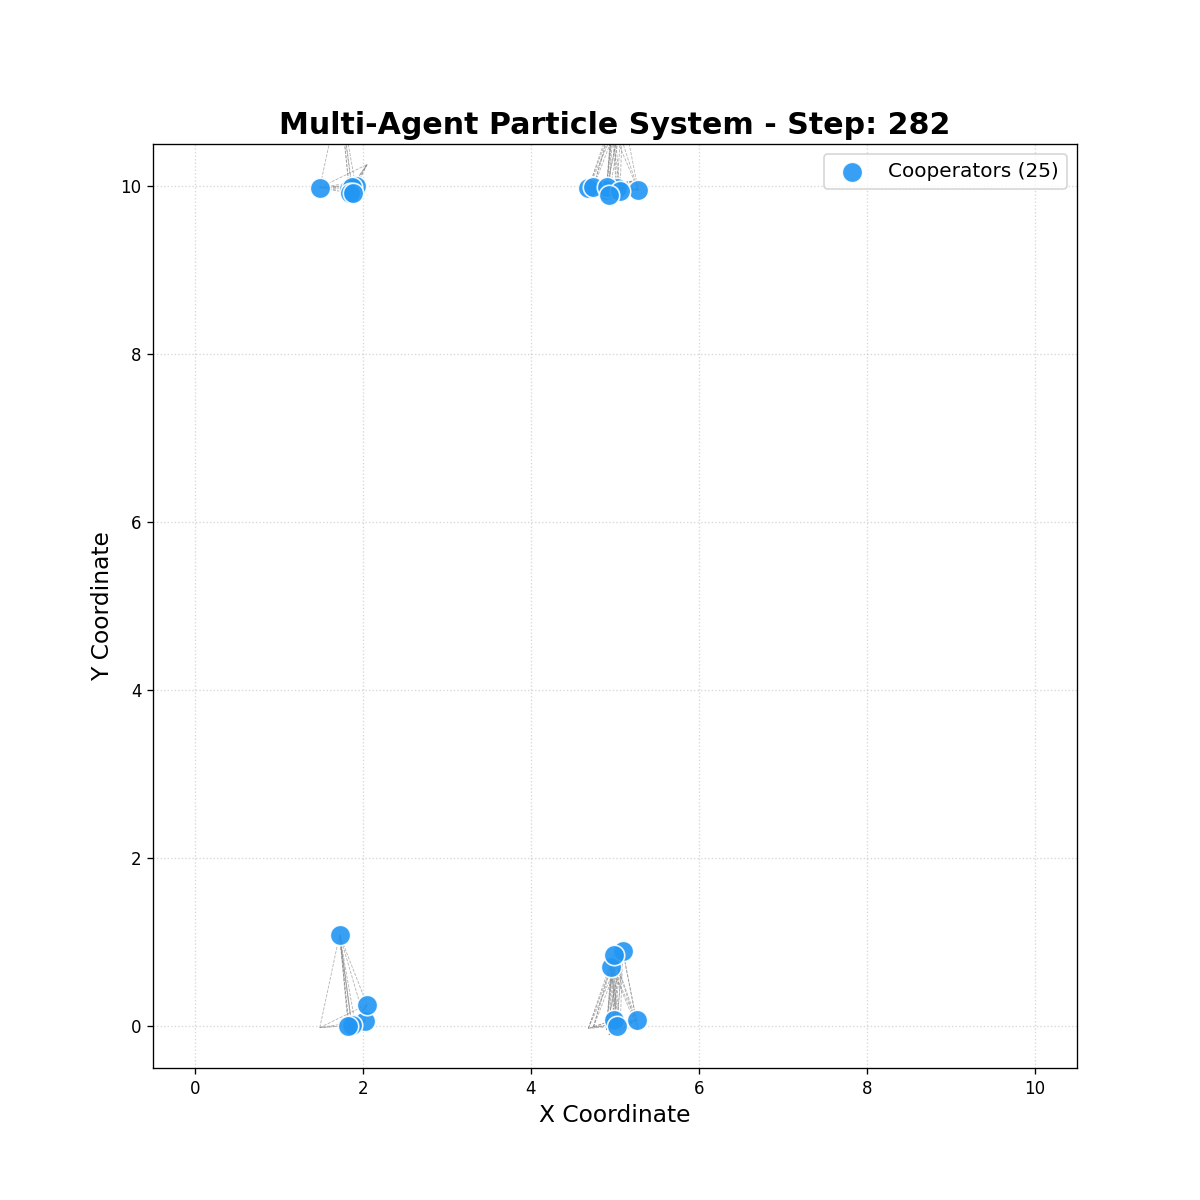 Multi-Agent Particle System - Step: 282
Cooperators (25)
10
8
6
4
2
0
Y Coordinate
0 2 4 6 8 10
X Coordinate